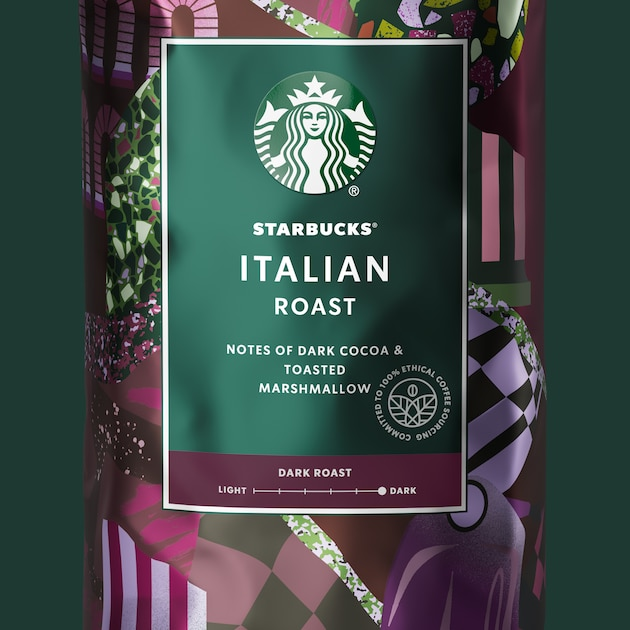 ®
STARBUCKS®
ITALIAN
ROAST
NOTES OF DARK COCOA &
TOASTED
MARSHMALLOW
COMMITTED TO 100% ETHICAL COFFEE SOURCING
DARK ROAST
LIGHT DARK